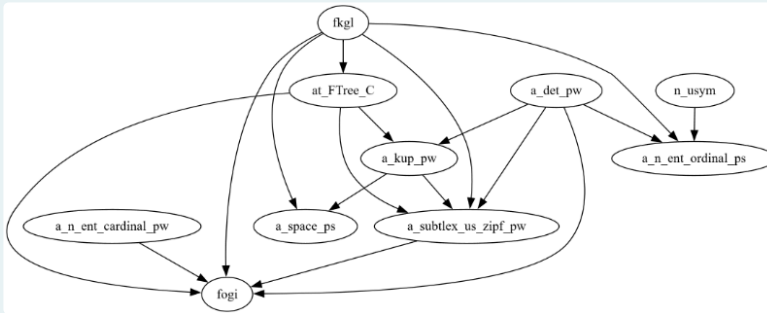 fkgl
at_FTree_C
a_det_pw
n_usym
a_kup_pw
a_n_ent_ordinal_ps
a_n_ent_cardinal_pw
a_space_ps
a_subtlex_us_zipf_pw
fogi